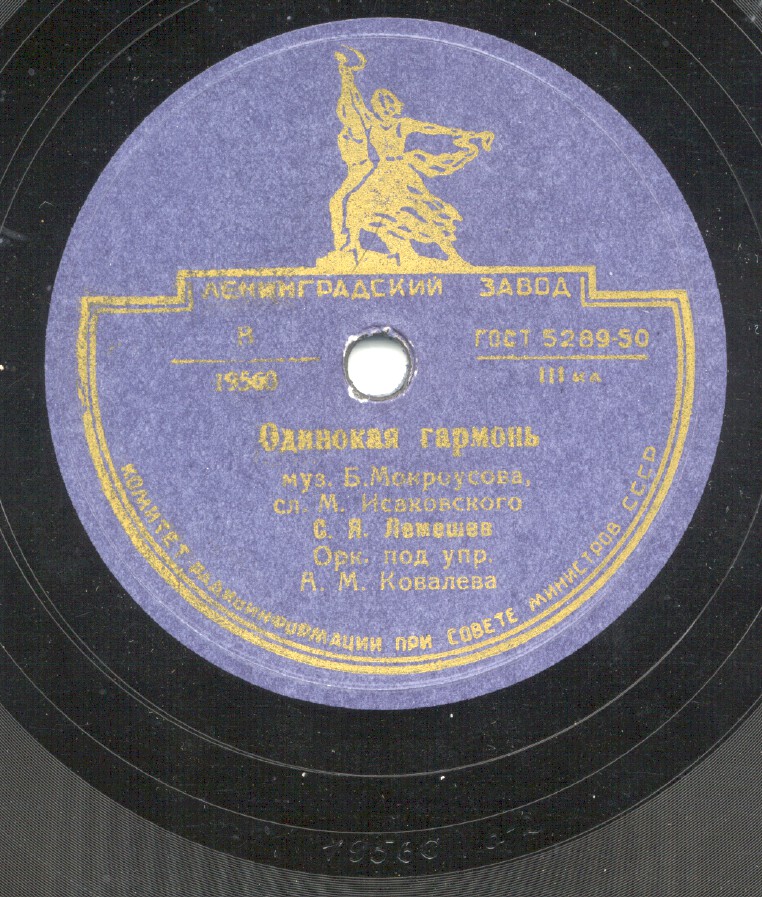 ЛЕНИНГРАДСКИЙ ЗАВОД
В
19560
ГОСТ 5289-50
III кл
Одинокая гармонь
муз. Б. Мокроусова,
сл. М. Исаковского
С. Я. Лемешев
Орк. под упр.
А. М. Ковалева
КОМИТЕТ РАДИОИНФОРМАЦИИ ПРИ СОВЕТЕ МИНИСТРОВ СССР
19560